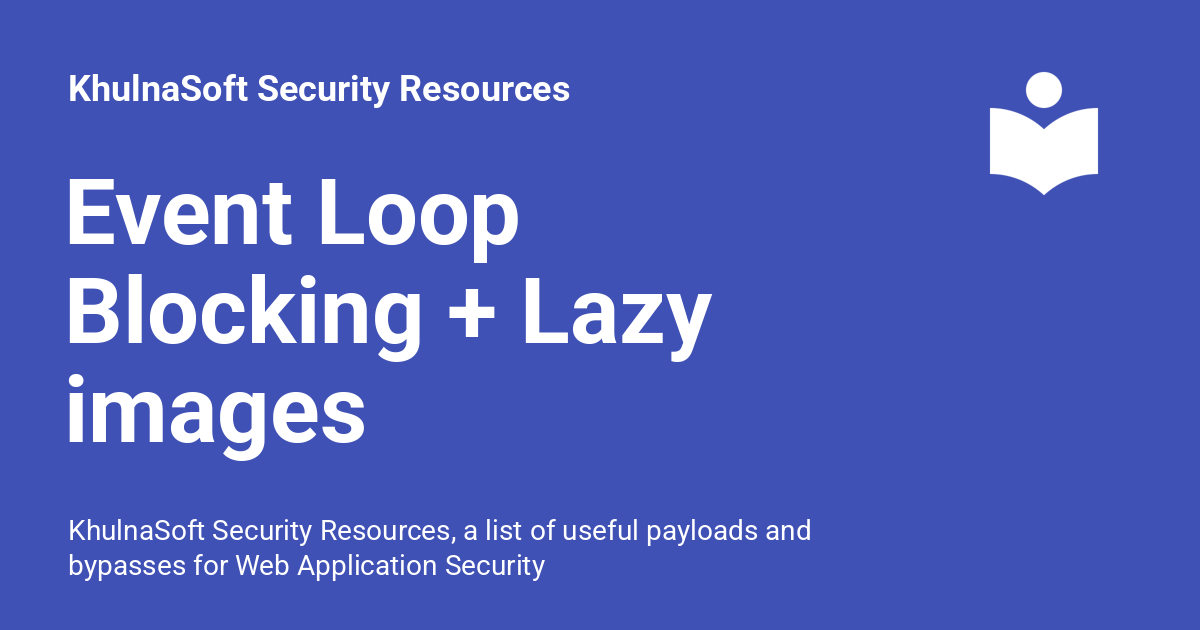 KhulnaSoft Security Resources
Event Loop
Blocking + Lazy
images
KhulnaSoft Security Resources, a list of useful payloads and
bypasses for Web Application Security